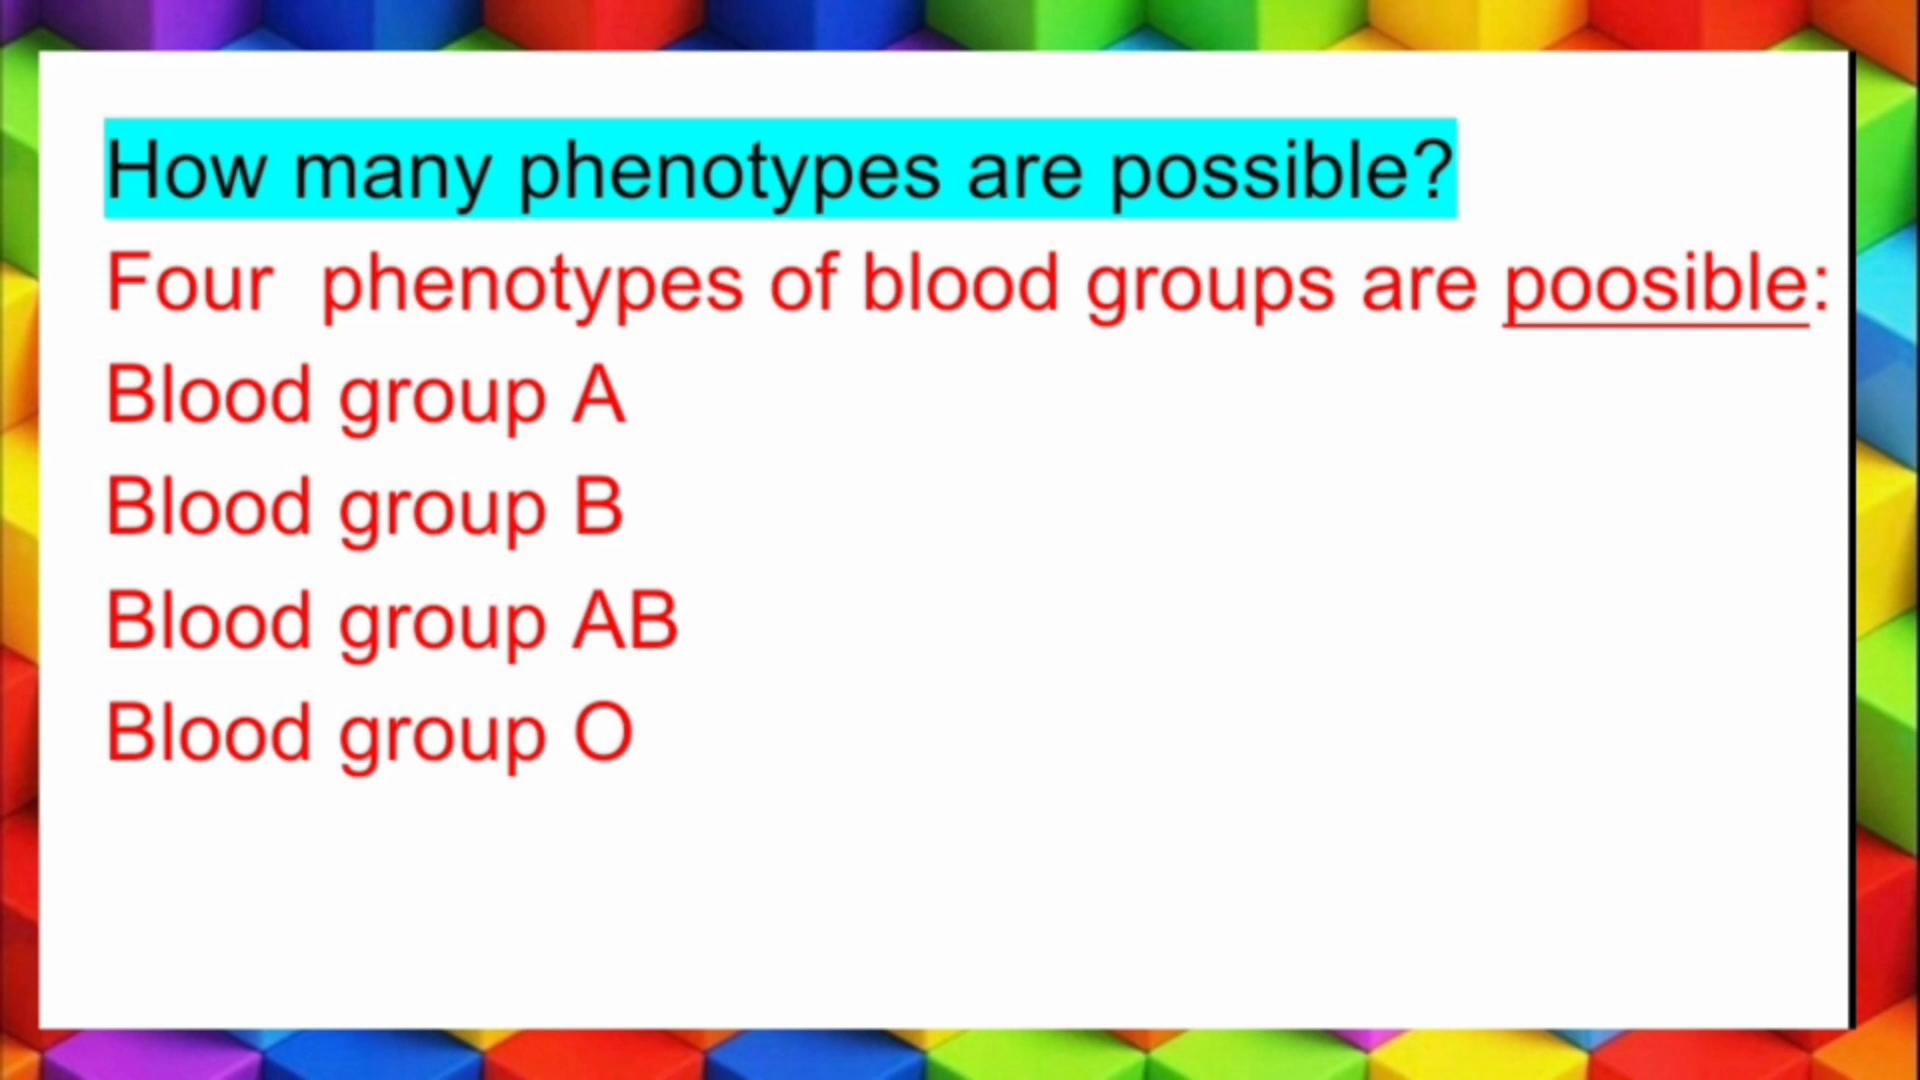 How many phenotypes are possible?
Four  phenotypes of blood groups are poosible:
Blood group A
Blood group B
Blood group AB
Blood group O